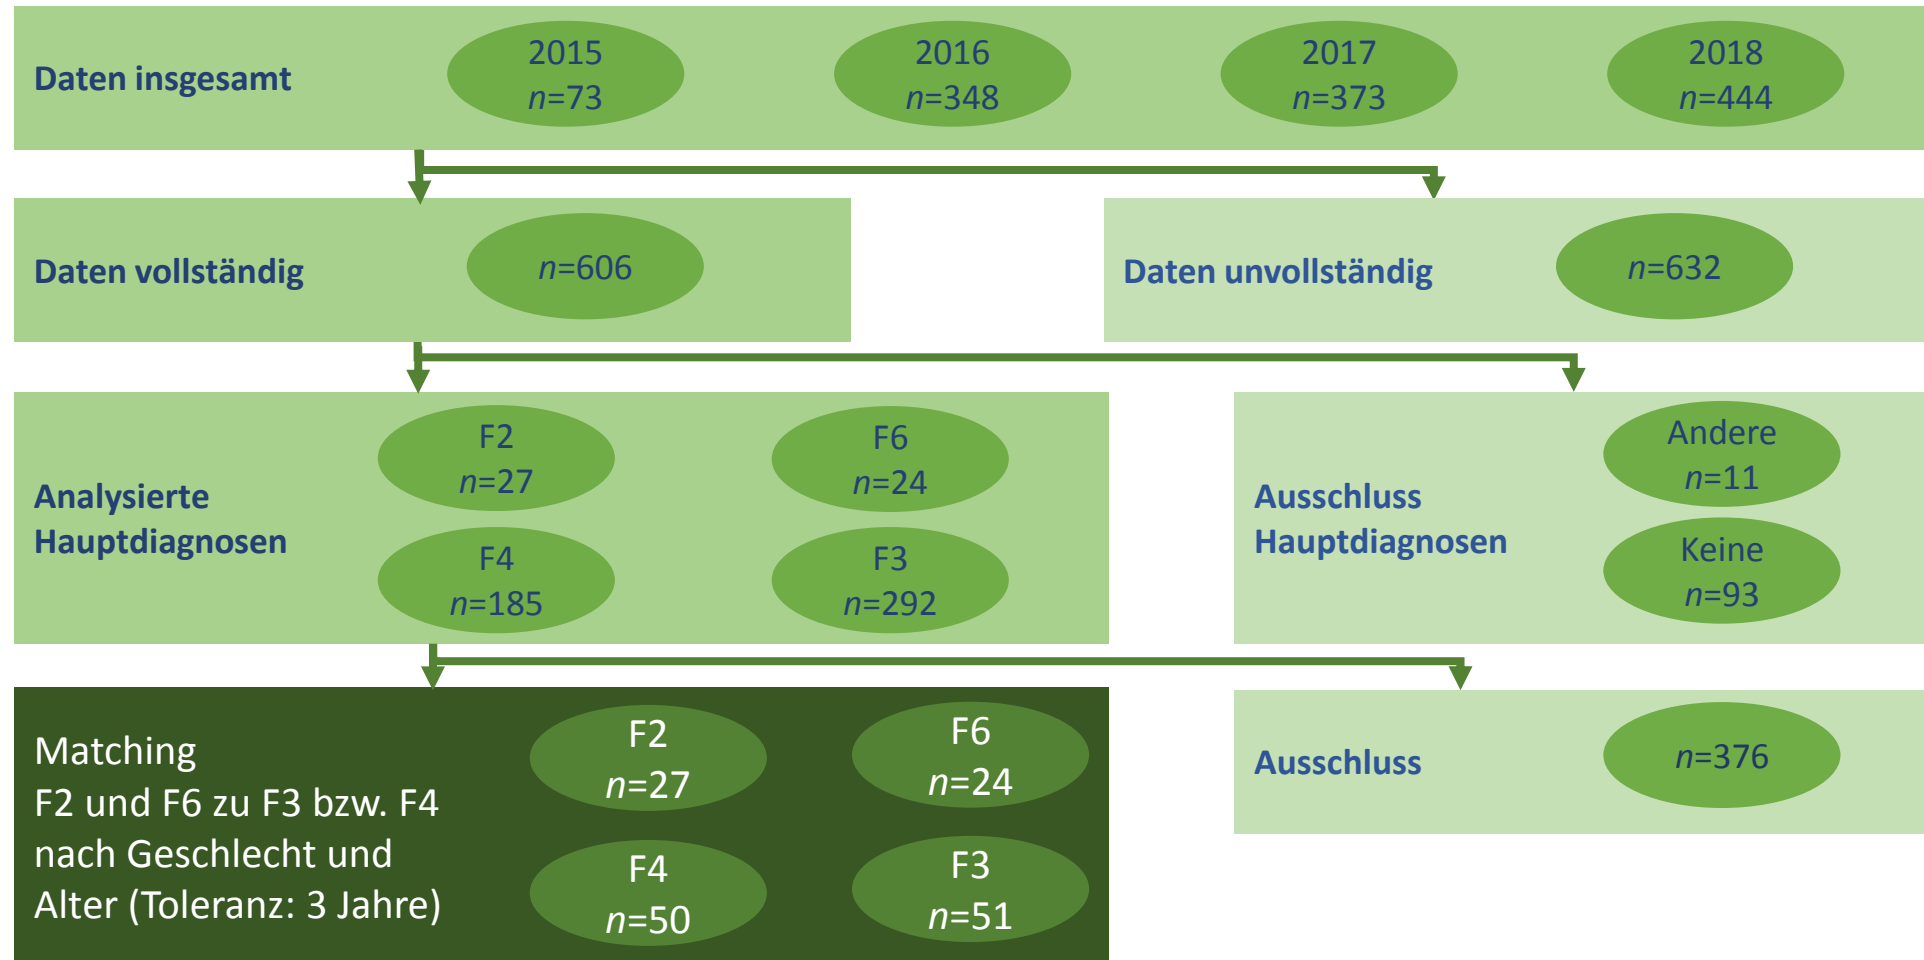 Daten insgesamt
2015
n=73
2016
n=348
2017
n=373
2018
n=444
Daten vollständig
n=606
Daten unvollständig
n=632
Analysierte
Hauptdiagnosen
F2
n=27
F6
n=24
F4
n=185
F3
n=292
Ausschluss
Hauptdiagnosen
Andere
n=11
Keine
n=93
Matching
F2 und F6 zu F3 bzw. F4
nach Geschlecht und
Alter (Toleranz: 3 Jahre)
F2
n=27
F6
n=24
F4
n=50
F3
n=51
Ausschluss
n=376